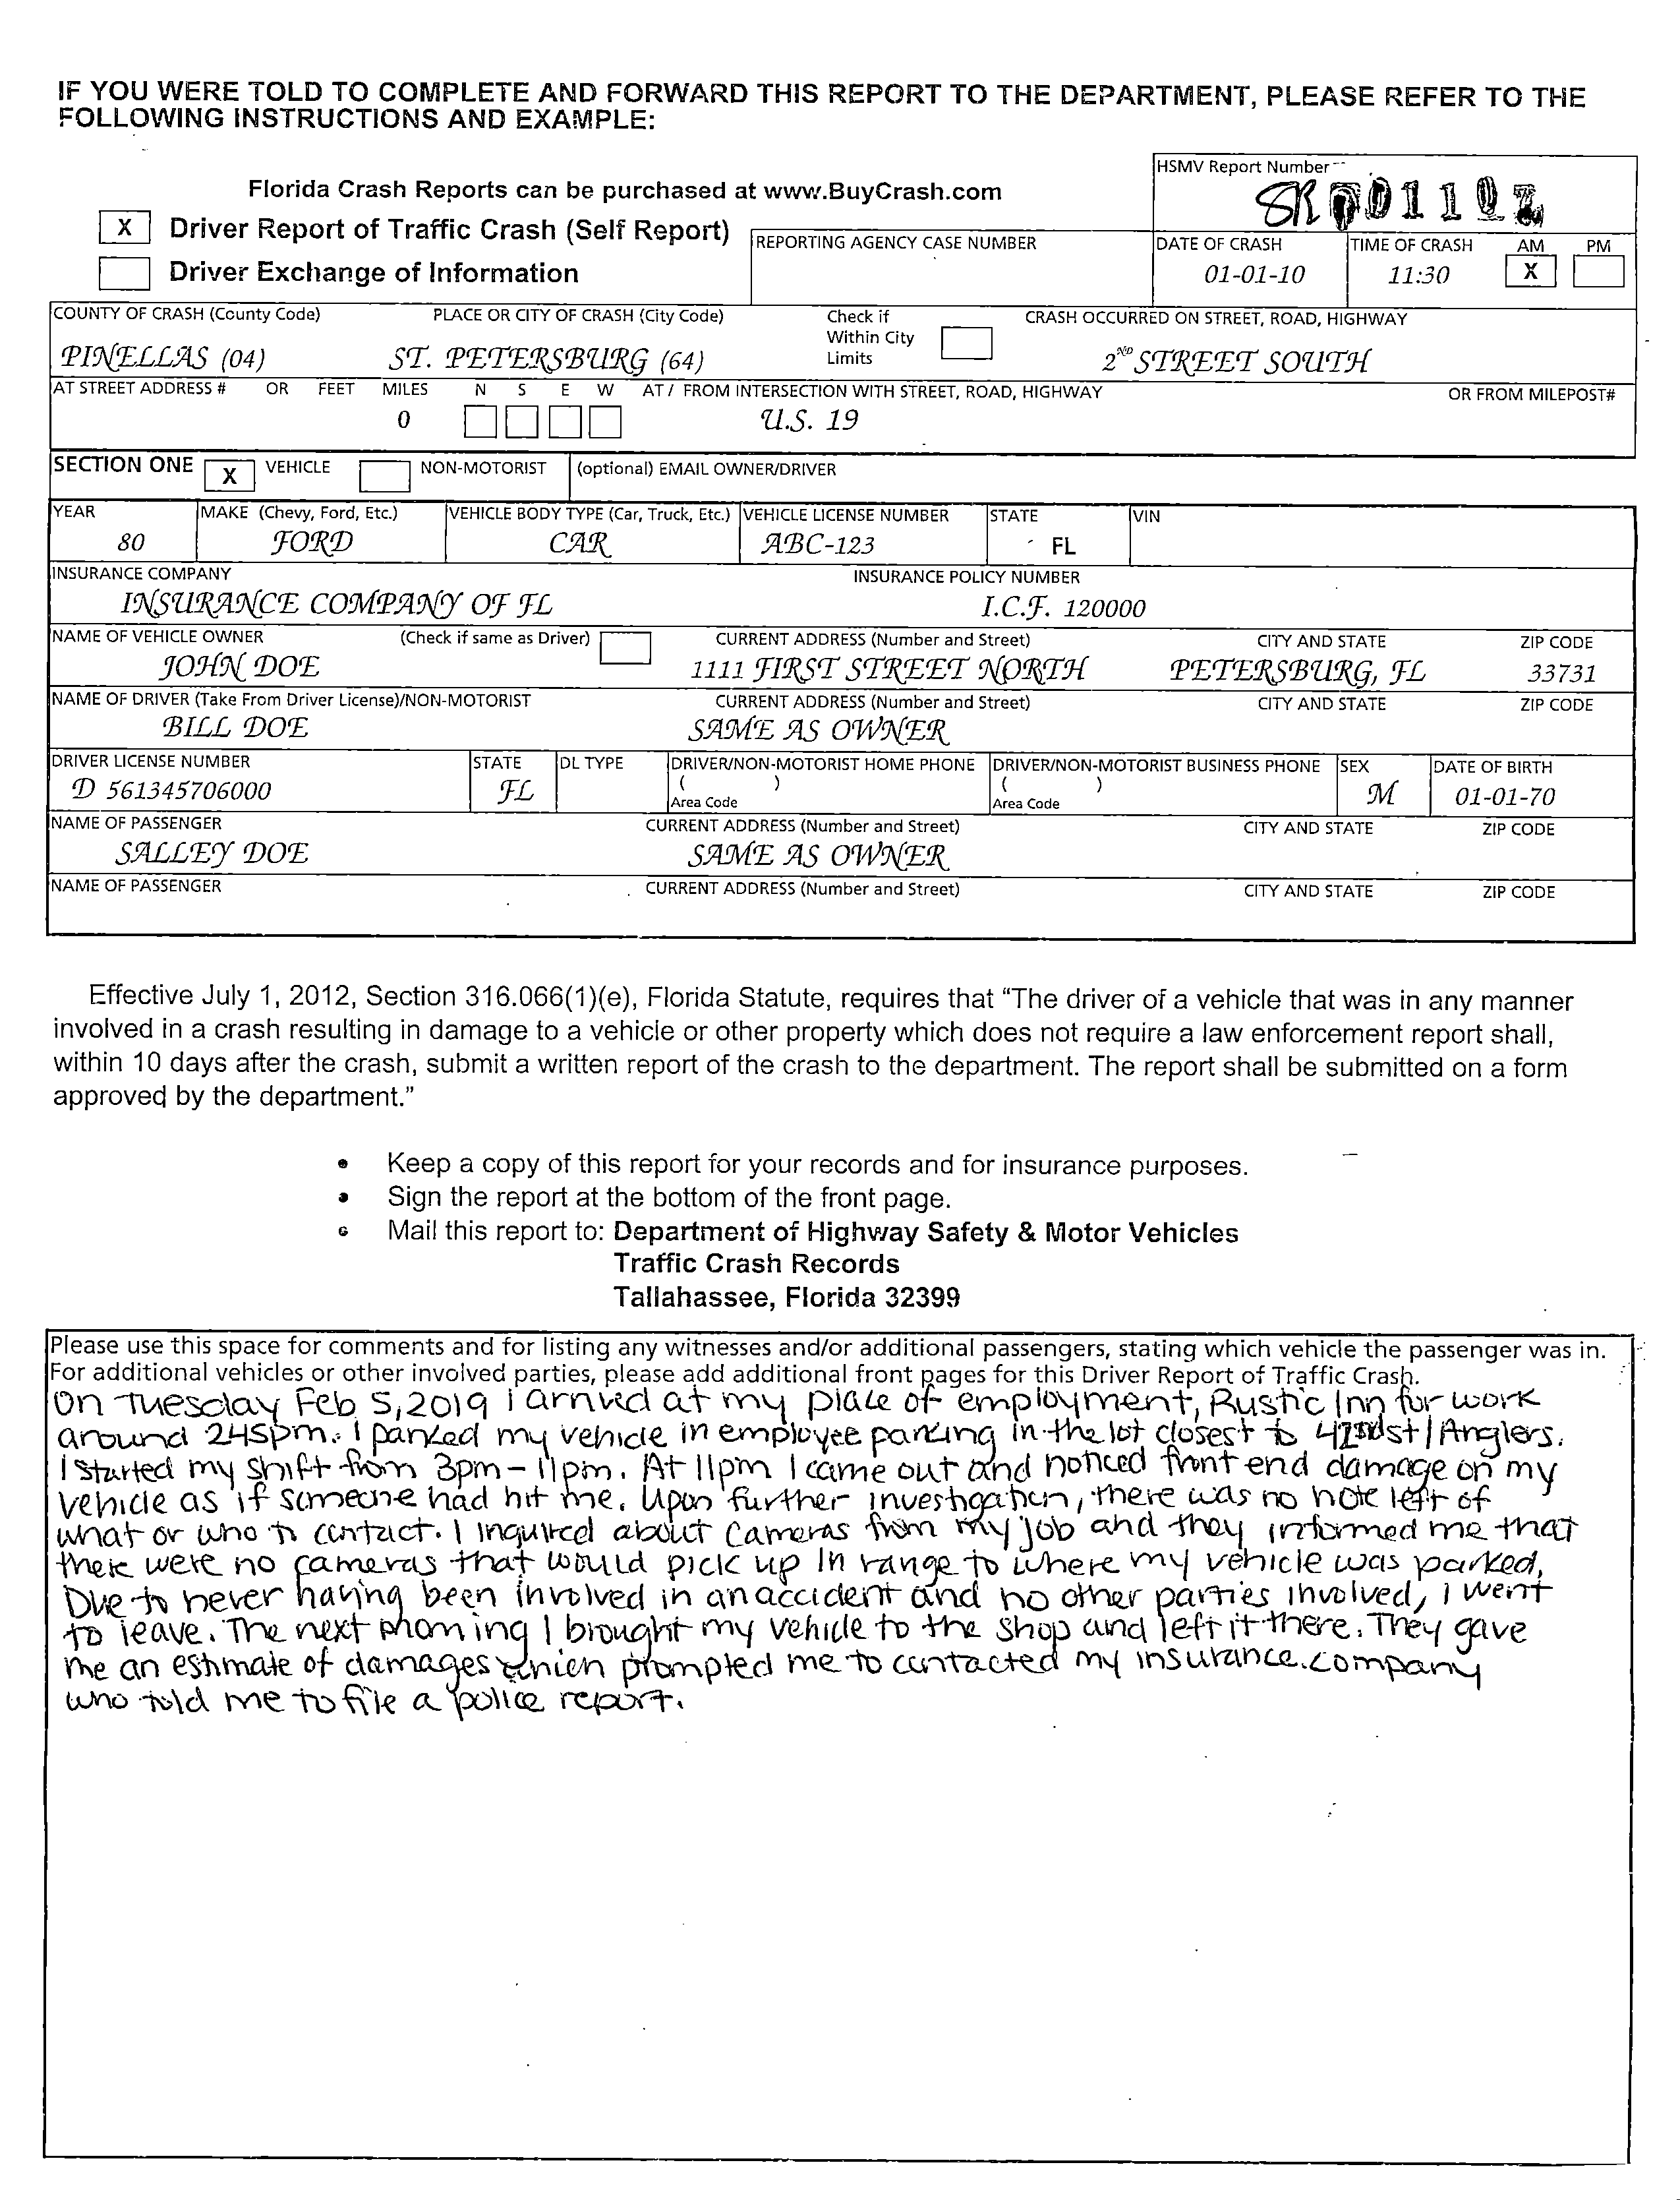 IF YOU WERE TOLD TO COMPLETE AND FORWARD THIS REPORT TO THE DEPARTMENT, PLEASE REFER TO THE
FOLLOWING INSTRUCTIONS AND EXAMPLE:
HSMV Report Number
Florida Crash Reports can be purchased at www.BuyCrash.com
X Driver Report of Traffic Crash (Self Report)
Driver Exchange of Information
REPORTING AGENCY CASE NUMBER
DATE OF CRASH TIME OF CRASH AM PM
01-01-10 11:30 X
COUNTY OF CRASH (County Code) PLACE OR CITY OF CRASH (City Code) Check if Within City Limits CRASH OCCURRED ON STREET, ROAD, HIGHWAY
PINELLAS (04) ST. PETERSBURG (64) 2ND STREET SOUTH
AT STREET ADDRESS # OR FEET MILES N S E W AT / FROM INTERSECTION WITH STREET, ROAD, HIGHWAY OR FROM MILEPOST#
0 U.S. 19
SECTION ONE X VEHICLE NON-MOTORIST (optional) EMAIL OWNER/DRIVER
YEAR MAKE (Chevy, Ford, Etc.) VEHICLE BODY TYPE (Car, Truck, Etc.) VEHICLE LICENSE NUMBER STATE VIN
80 FORD CAR ABC-123 FL
INSURANCE COMPANY INSURANCE POLICY NUMBER
INSURANCE COMPANY OF FL I.C.F. 120000
NAME OF VEHICLE OWNER (Check if same as Driver) CURRENT ADDRESS (Number and Street) CITY AND STATE ZIP CODE
JOHN DOE 1111 FIRST STREET NORTH PETERSBURG, FL 33731
NAME OF DRIVER (Take From Driver License)/NON-MOTORIST CURRENT ADDRESS (Number and Street) CITY AND STATE ZIP CODE
BILL DOE SAME AS OWNER
DRIVER LICENSE NUMBER STATE DL TYPE DRIVER/NON-MOTORIST HOME PHONE DRIVER/NON-MOTORIST BUSINESS PHONE SEX DATE OF BIRTH
D 561345706000 FL ( ) ( ) M 01-01-70
Area Code Area Code
NAME OF PASSENGER CURRENT ADDRESS (Number and Street) CITY AND STATE ZIP CODE
SALLEY DOE SAME AS OWNER
NAME OF PASSENGER CURRENT ADDRESS (Number and Street) CITY AND STATE ZIP CODE
Effective July 1, 2012, Section 316.066(1)(e), Florida Statute, requires that “The driver of a vehicle that was in any manner
involved in a crash resulting in damage to a vehicle or other property which does not require a law enforcement report shall,
within 10 days after the crash, submit a written report of the crash to the department. The report shall be submitted on a form
approved by the department.”
• Keep a copy of this report for your records and for insurance purposes.
• Sign the report at the bottom of the front page.
• Mail this report to: Department of Highway Safety & Motor Vehicles
Traffic Crash Records
Tallahassee, Florida 32399
Please use this space for comments and for listing any witnesses and/or additional passengers, stating which vehicle the passenger was in.
For additional vehicles or other involved parties, please add additional front pages for this Driver Report of Traffic Crash.
On Tuesday Feb 5, 2019 I arrived at my place of employment, Rustic Inn for work
around 245pm. I parked my vehicle in employee parking in the lot closest to 42nd st / Anglers.
I started my shift from 3pm-11pm. At 11pm I came out and noticed front end damage on my
vehicle as if someone had hit me. Upon further investigation, there was no note left of
what or who to contact. I inquired about cameras from my job and they informed me that
there were no cameras that would pick up in range to where my vehicle was parked.
Due to never having been involved in an accident and no other parties involved, I went
to leave. The next morning I brought my vehicle to the shop and left it there. They gave
me an estimate of damages which prompted me to contacted my insurance company
who told me to file a police report.